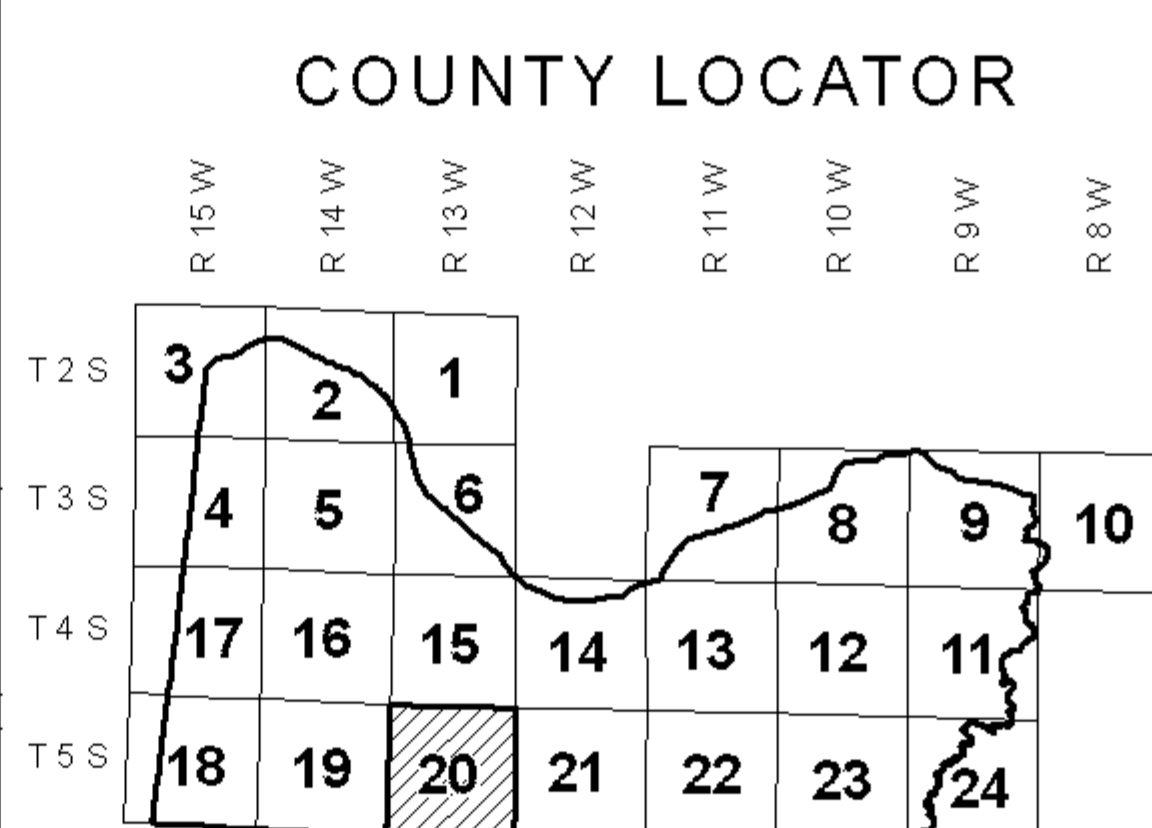 COUNTY LOCATOR
R 15 W R 14 W R 13 W R 12 W R 11 W R 10 W R 9 W R 8 W
T 2 S 3 2 1
T 3 S 4 5 6 7 8 9 10
T 4 S 17 16 15 14 13 12 11
T 5 S 18 19 20 21 22 23 24